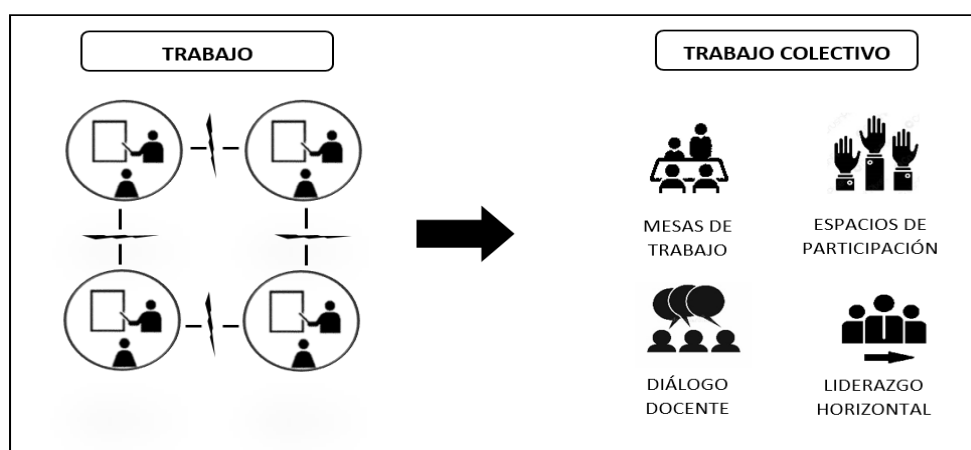 TRABAJO
TRABAJO COLECTIVO
MESAS DE
TRABAJO
ESPACIOS DE
PARTICIPACIÓN
DIÁLOGO
DOCENTE
LIDERAZGO
HORIZONTAL